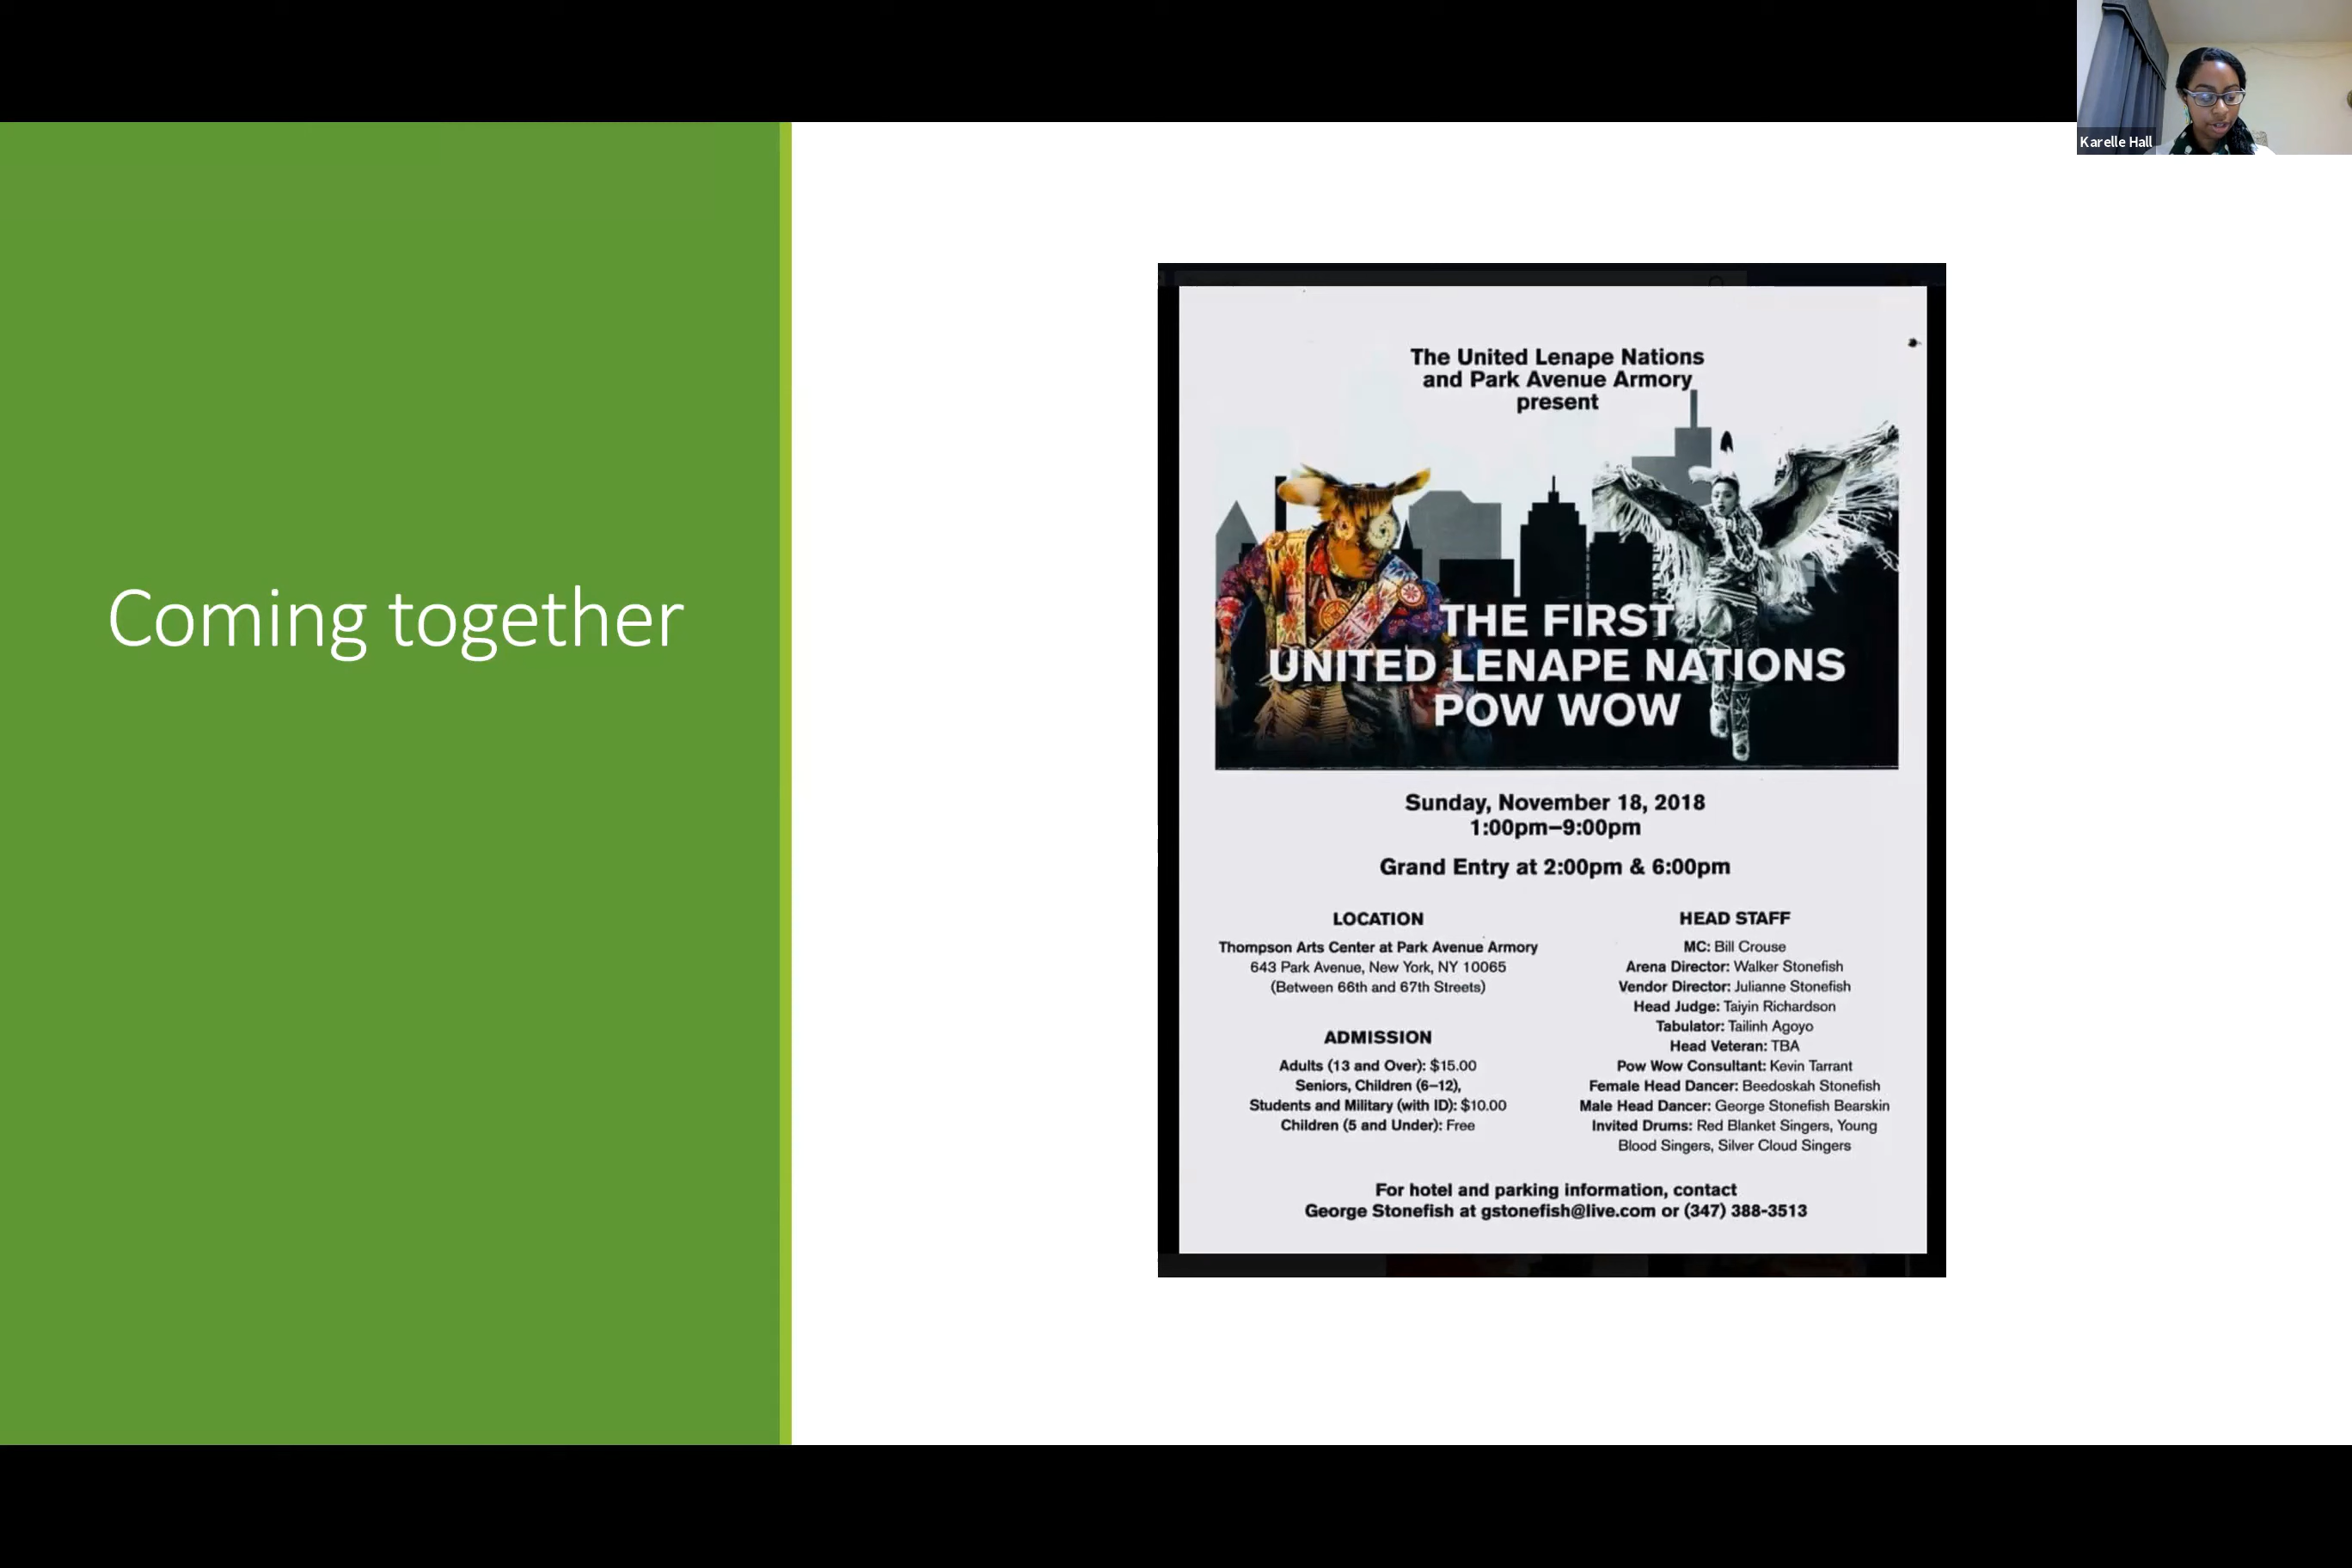 Karelle Hall
Coming together
The United Lenape Nations
and Park Avenue Armory
present
THE FIRST
UNITED LENAPE NATIONS
POW WOW
Sunday, November 18, 2018
1:00pm–9:00pm
Grand Entry at 2:00pm & 6:00pm
LOCATION
Thompson Arts Center at Park Avenue Armory
643 Park Avenue, New York, NY 10065
(Between 66th and 67th Streets)
ADMISSION
Adults (13 and Over): $15.00
Seniors, Children (6–12),
Students and Military (with ID): $10.00
Children (5 and Under): Free
HEAD STAFF
MC: Bill Crouse
Arena Director: Walker Stonefish
Vendor Director: Julianne Stonefish
Head Judge: Taiyin Richardson
Tabulator: Tailinh Agoyo
Head Veteran: TBA
Pow Wow Consultant: Kevin Tarrant
Female Head Dancer: Beedoskah Stonefish
Male Head Dancer: George Stonefish Bearskin
Invited Drums: Red Blanket Singers, Young
Blood Singers, Silver Cloud Singers
For hotel and parking information, contact
George Stonefish at gstonefish@live.com or (347) 388-3513